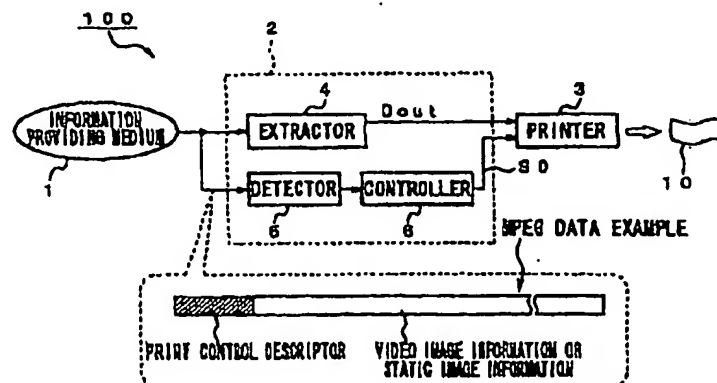 100
2
4
3
INFORMATION
PROVIDING MEDIUM
EXTRACTOR
Dout
PRINTER
1
DETECTOR
CONTROLLER
SD
10
6
6
MPEG DATA EXAMPLE
PRINT CONTROL DESCRIPTOR
VIDEO IMAGE INFORMATION OR
STATIC IMAGE INFORMATION